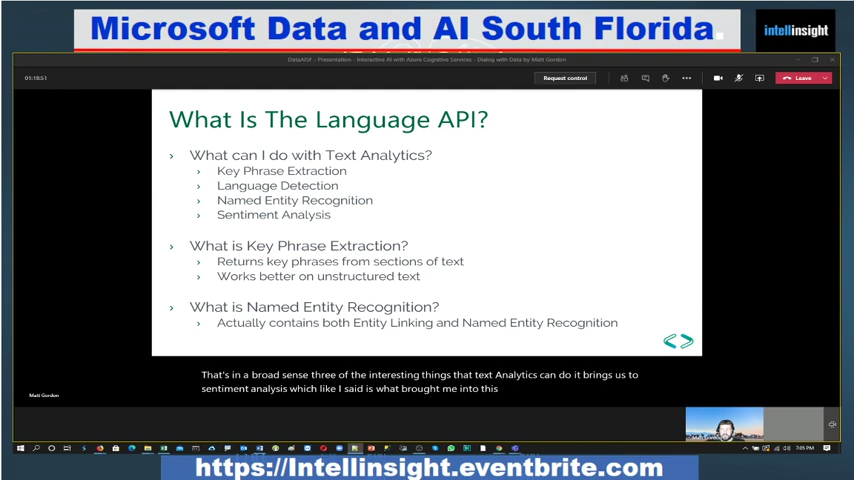 Microsoft Data and AI South Florida.
intellinsight
DataAISF - Presentation - Interactive AI with Azure Cognitive Services - Dialog with Data by Matt Gordon
01:18:51
Request control
Leave
What Is The Language API?
› What can I do with Text Analytics?
› Key Phrase Extraction
› Language Detection
› Named Entity Recognition
› Sentiment Analysis
› What is Key Phrase Extraction?
› Returns key phrases from sections of text
› Works better on unstructured text
› What is Named Entity Recognition?
› Actually contains both Entity Linking and Named Entity Recognition
That's in a broad sense three of the interesting things that text Analytics can do it brings us to
sentiment analysis which like I said is what brought me into this
Matt Gordon
7:05 PM
https://Intellinsight.eventbrite.com